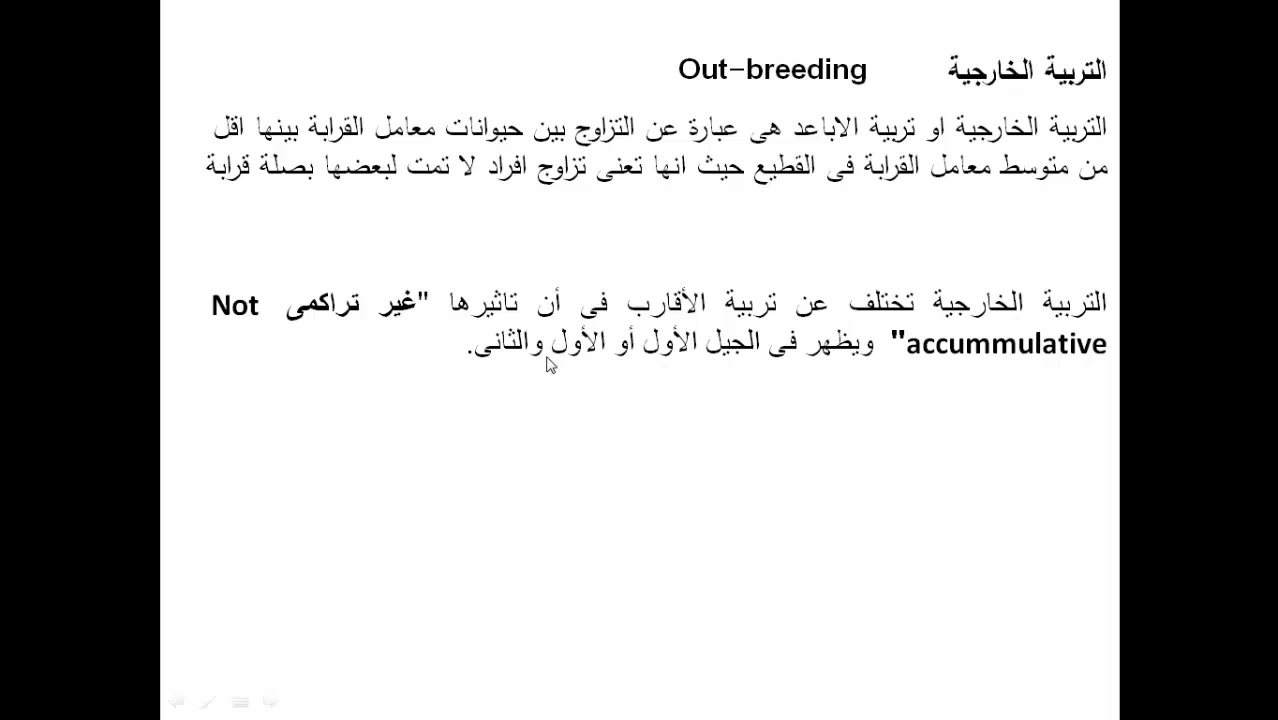 التربية الخارجية Out-breeding
التربية الخارجية او تربية الاباعد هى عبارة عن التزاوج بين حيوانات معامل القرابة بينها اقل
من متوسط معامل القرابة فى القطيع حيث انها تعنى تزاوج افراد لا تمت لبعضها بصلة قرابة
التربية الخارجية تختلف عن تربية الأقارب فى أن تاثيرها "غير تراكمى Not
accummulative" ويظهر فى الجيل الأول أو الأول والثانى.